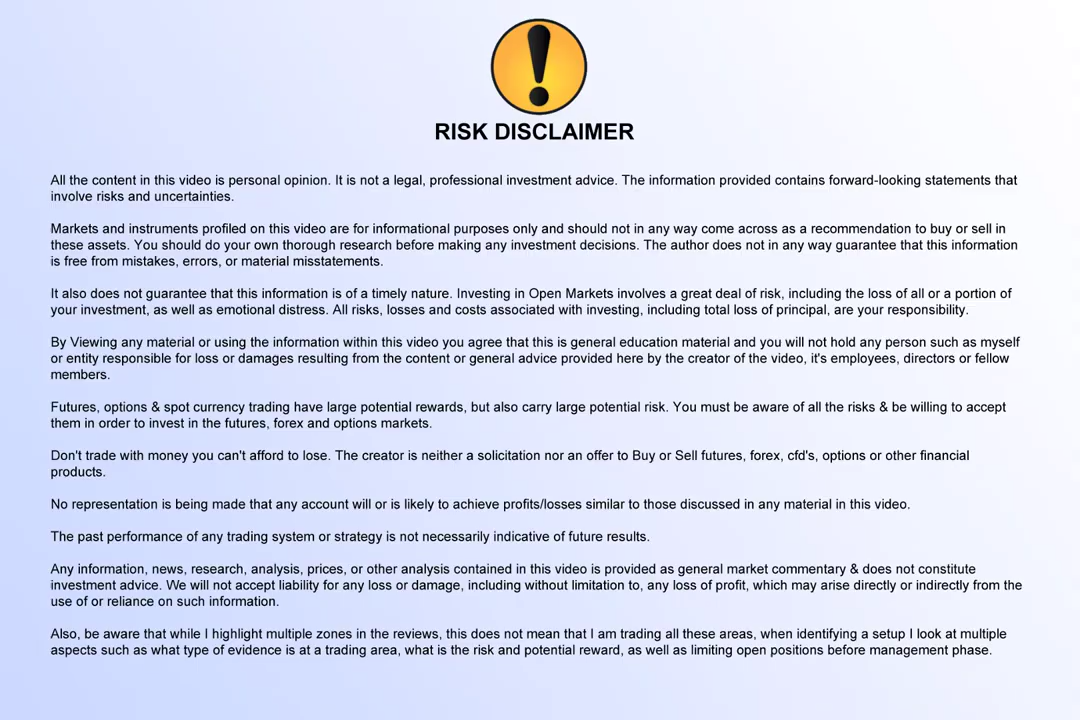 RISK DISCLAIMER
All the content in this video is personal opinion. It is not a legal, professional investment advice. The information provided contains forward-looking statements that
involve risks and uncertainties.
Markets and instruments profiled on this video are for informational purposes only and should not in any way come across as a recommendation to buy or sell in
these assets. You should do your own thorough research before making any investment decisions. The author does not in any way guarantee that this information
is free from mistakes, errors, or material misstatements.
It also does not guarantee that this information is of a timely nature. Investing in Open Markets involves a great deal of risk, including the loss of all or a portion of
your investment, as well as emotional distress. All risks, losses and costs associated with investing, including total loss of principal, are your responsibility.
By Viewing any material or using the information within this video you agree that this is general education material and you will not hold any person such as myself
or entity responsible for loss or damages resulting from the content or general advice provided here by the creator of the video, it's employees, directors or fellow
members.
Futures, options & spot currency trading have large potential rewards, but also carry large potential risk. You must be aware of all the risks & be willing to accept
them in order to invest in the futures, forex and options markets.
Don't trade with money you can't afford to lose. The creator is neither a solicitation nor an offer to Buy or Sell futures, forex, cfd's, options or other financial
products.
No representation is being made that any account will or is likely to achieve profits/losses similar to those discussed in any material in this video.
The past performance of any trading system or strategy is not necessarily indicative of future results.
Any information, news, research, analysis, prices, or other analysis contained in this video is provided as general market commentary & does not constitute
investment advice. We will not accept liability for any loss or damage, including without limitation to, any loss of profit, which may arise directly or indirectly from the
use of or reliance on such information.
Also, be aware that while I highlight multiple zones in the reviews, this does not mean that I am trading all these areas, when identifying a setup I look at multiple
aspects such as what type of evidence is at a trading area, what is the risk and potential reward, as well as limiting open positions before management phase.